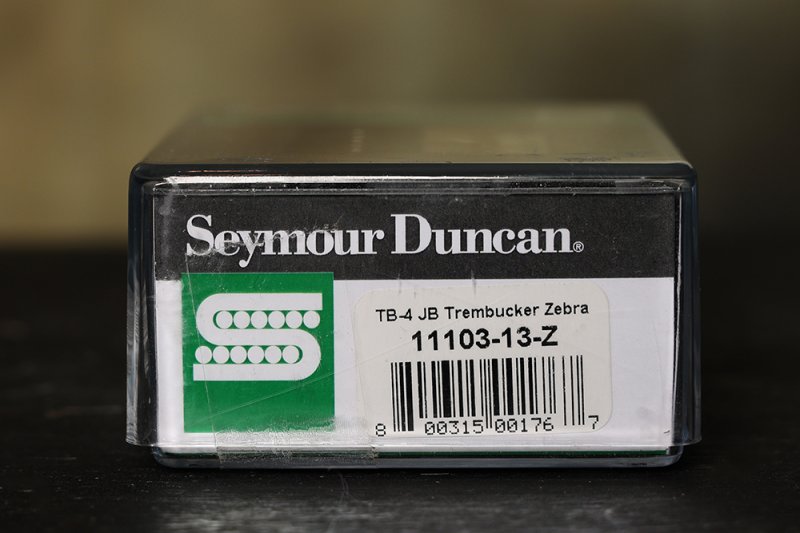 Seymour Duncan®
TB-4 JB Trembucker Zebra
11103-13-Z
8 00315 00176 7